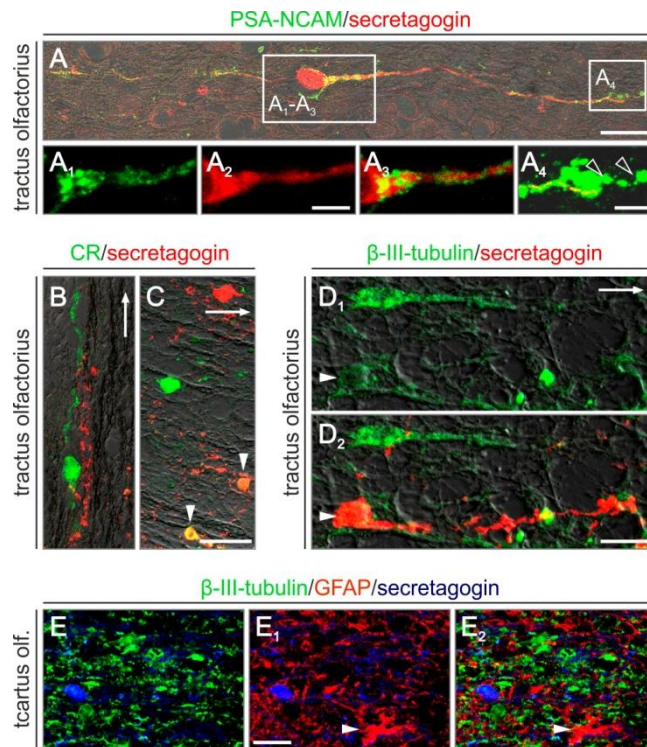 PSA-NCAM/secretagogin
tractus olfactorius
A
A1-A3
A4
A1
A2
A3
A4
CR/secretagogin
β-III-tubulin/secretagogin
tractus olfactorius
B
C
tractus olfactorius
D1
D2
β-III-tubulin/GFAP/secretagogin
tcartus olf.
E
E1
E2